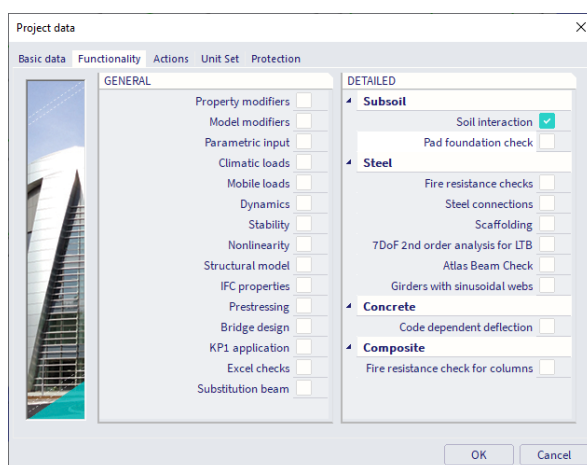 Project data
Basic data Functionality Actions Unit Set Protection
GENERAL
Property modifiers
Model modifiers
Parametric input
Climatic loads
Mobile loads
Dynamics
Stability
Nonlinearity
Structural model
IFC properties
Prestressing
Bridge design
KP1 application
Excel checks
Substitution beam
DETAILED
Subsoil
Soil interaction
Pad foundation check
Steel
Fire resistance checks
Steel connections
Scaffolding
7DoF 2nd order analysis for LTB
Atlas Beam Check
Girders with sinusoidal webs
Concrete
Code dependent deflection
Composite
Fire resistance check for columns
OK Cancel